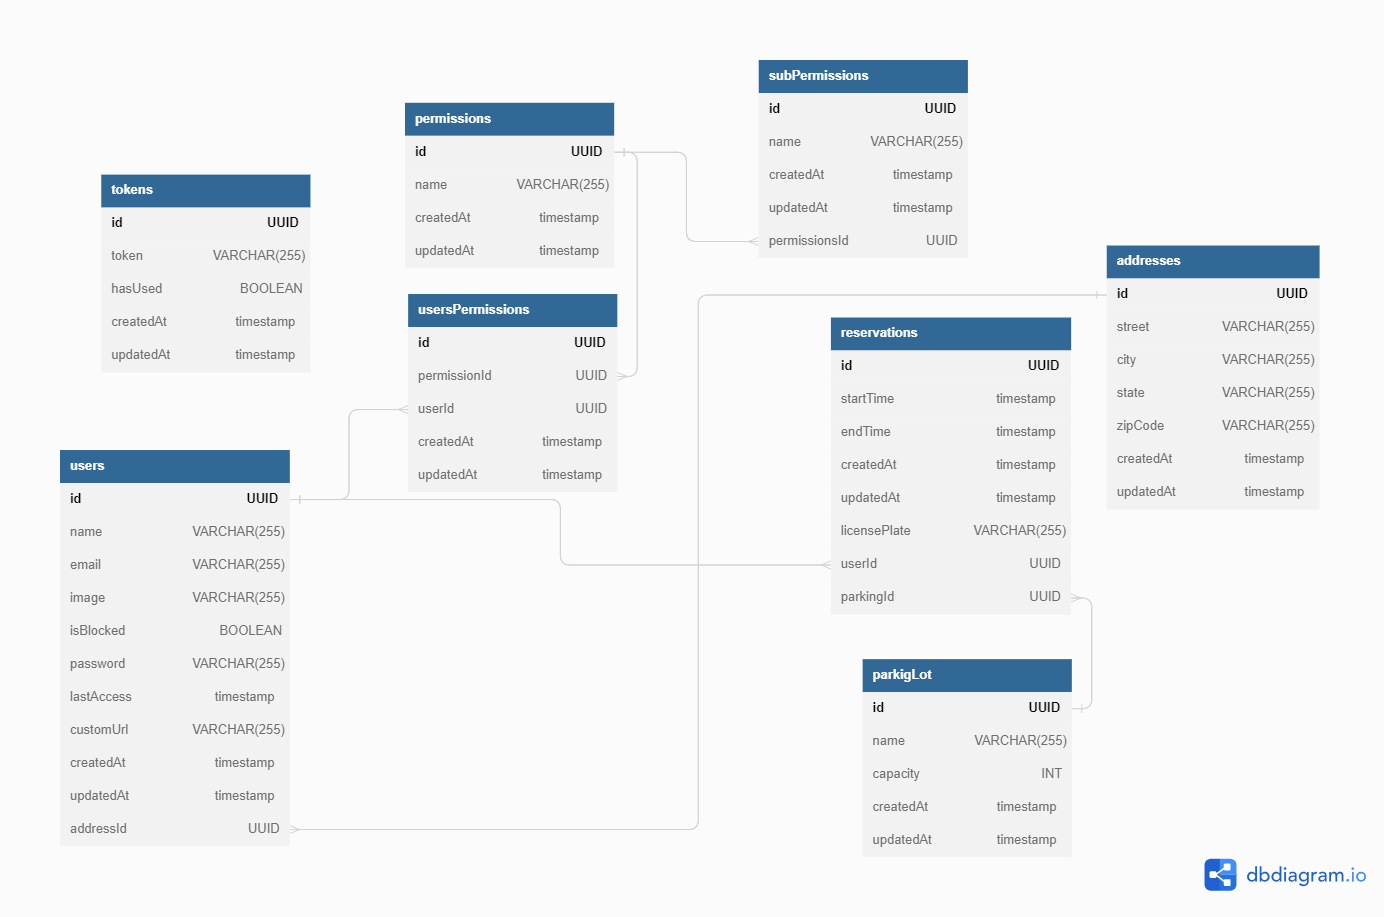 subPermissions
id UUID
name VARCHAR(255)
createdAt timestamp
updatedAt timestamp
permissionsId UUID
permissions
id UUID
name VARCHAR(255)
createdAt timestamp
updatedAt timestamp
tokens
id UUID
token VARCHAR(255)
hasUsed BOOLEAN
createdAt timestamp
updatedAt timestamp
addresses
id UUID
street VARCHAR(255)
city VARCHAR(255)
state VARCHAR(255)
zipCode VARCHAR(255)
createdAt timestamp
updatedAt timestamp
usersPermissions
id UUID
permissionId UUID
userId UUID
createdAt timestamp
updatedAt timestamp
reservations
id UUID
startTime timestamp
endTime timestamp
createdAt timestamp
updatedAt timestamp
licensePlate VARCHAR(255)
userId UUID
parkingId UUID
users
id UUID
name VARCHAR(255)
email VARCHAR(255)
image VARCHAR(255)
isBlocked BOOLEAN
password VARCHAR(255)
lastAccess timestamp
customUrl VARCHAR(255)
createdAt timestamp
updatedAt timestamp
addressId UUID
parkigLot
id UUID
name VARCHAR(255)
capacity INT
createdAt timestamp
updatedAt timestamp
dbdiagram.io